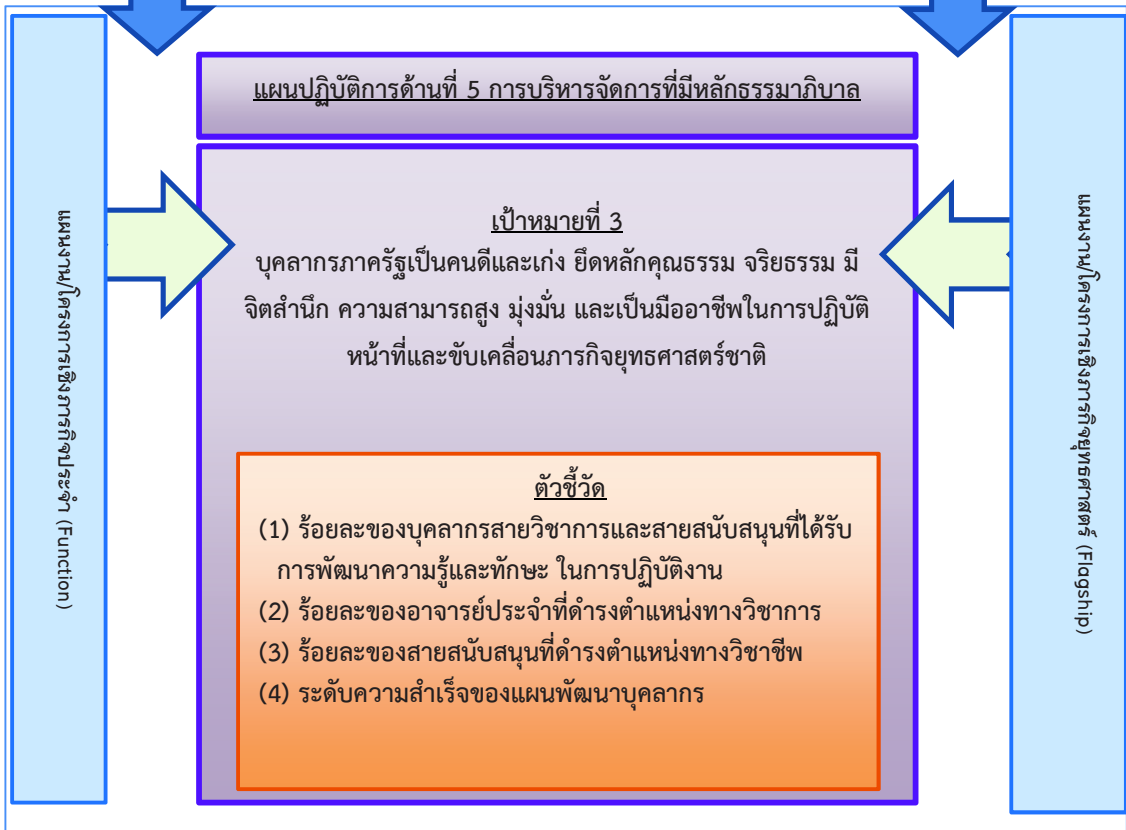 แผนปฏิบัติการด้านที่ 5 การบริหารจัดการที่มีหลักธรรมาภิบาล
แผนงาน/โครงการเชิงภารกิจประจำ (Function)
เป้าหมายที่ 3
บุคลากรภาครัฐเป็นคนดีและเก่ง ยึดหลักคุณธรรม จริยธรรม มี
จิตสำนึก ความสามารถสูง มุ่งมั่น และเป็นมืออาชีพในการปฏิบัติ
หน้าที่และขับเคลื่อนภารกิจยุทธศาสตร์ชาติ
ตัวชี้วัด
(1) ร้อยละของบุคลากรสายวิชาการและสายสนับสนุนที่ได้รับ
การพัฒนาความรู้และทักษะ ในการปฏิบัติงาน
(2) ร้อยละของอาจารย์ประจำที่ดำรงตำแหน่งทางวิชาการ
(3) ร้อยละของสายสนับสนุนที่ดำรงตำแหน่งทางวิชาชีพ
(4) ระดับความสำเร็จของแผนพัฒนาบุคลากร
แผนงาน/โครงการเชิงภารกิจยุทธศาสตร์ (Flagship)